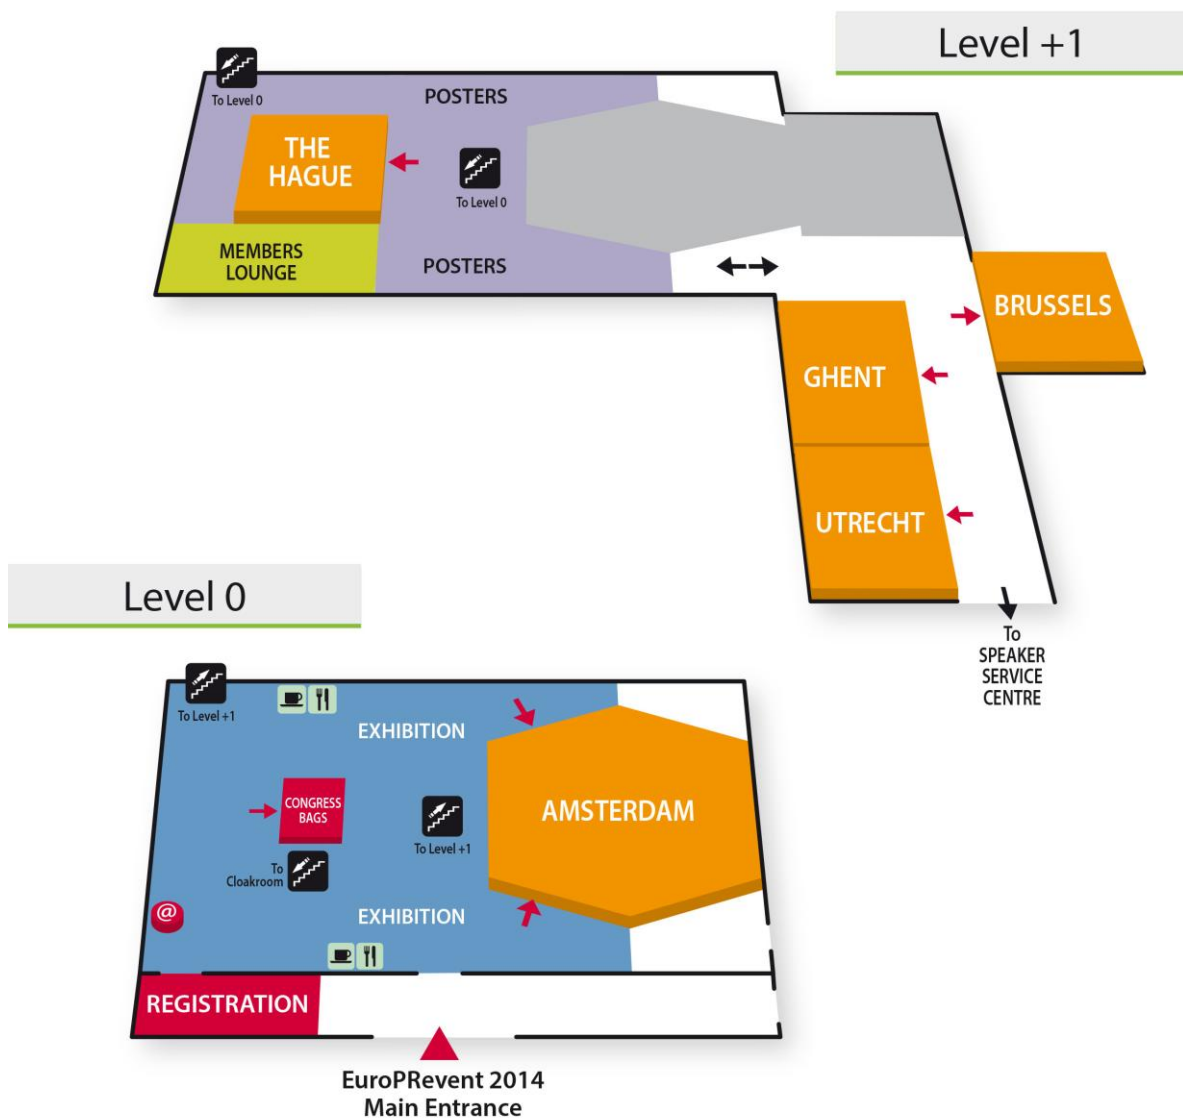 Level +1
To Level 0
POSTERS
THE
HAGUE
To Level 0
MEMBERS
LOUNGE
POSTERS
BRUSSELS
GHENT
UTRECHT
To
SPEAKER
SERVICE
CENTRE
Level 0
To Level +1
EXHIBITION
CONGRESS
BAGS
AMSTERDAM
To Level +1
To
Cloakroom
@
EXHIBITION
REGISTRATION
EuroPRevent 2014
Main Entrance